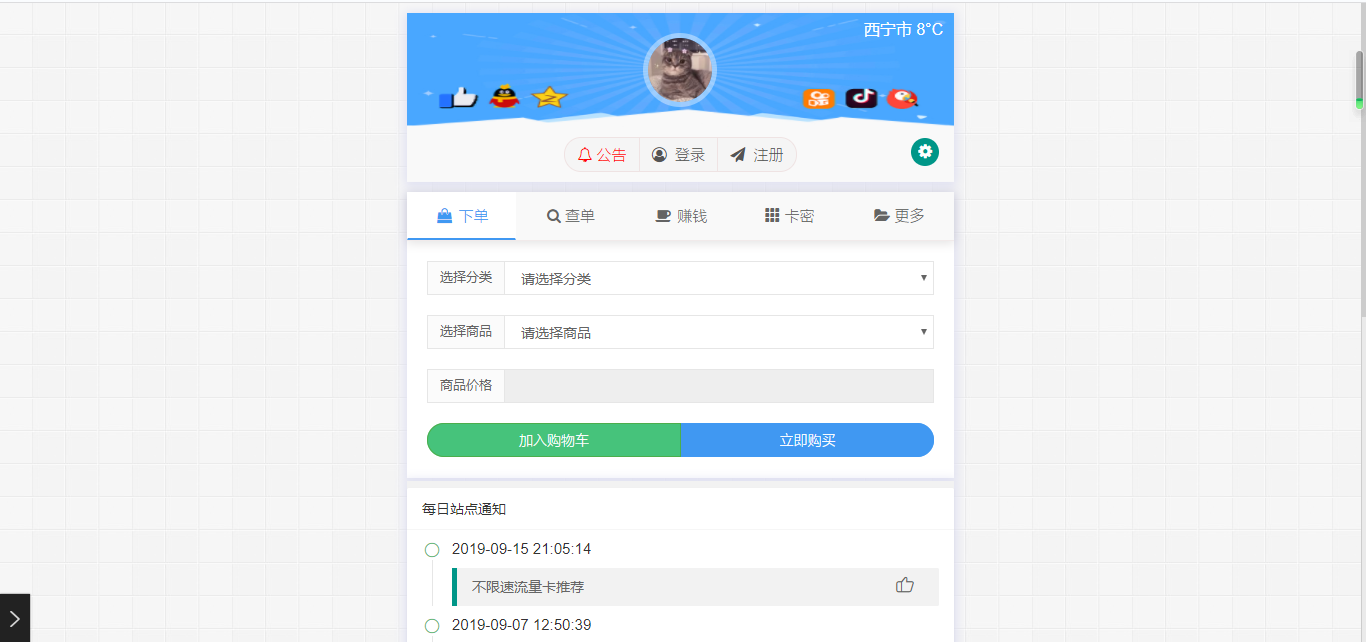 西宁市 8°C
公告 登录 注册
下单 查单 赚钱 卡密 更多
选择分类 请选择分类
选择商品 请选择商品
商品价格
加入购物车 立即购买
每日站点通知
2019-09-15 21:05:14
不限速流量卡推荐
2019-09-07 12:50:39